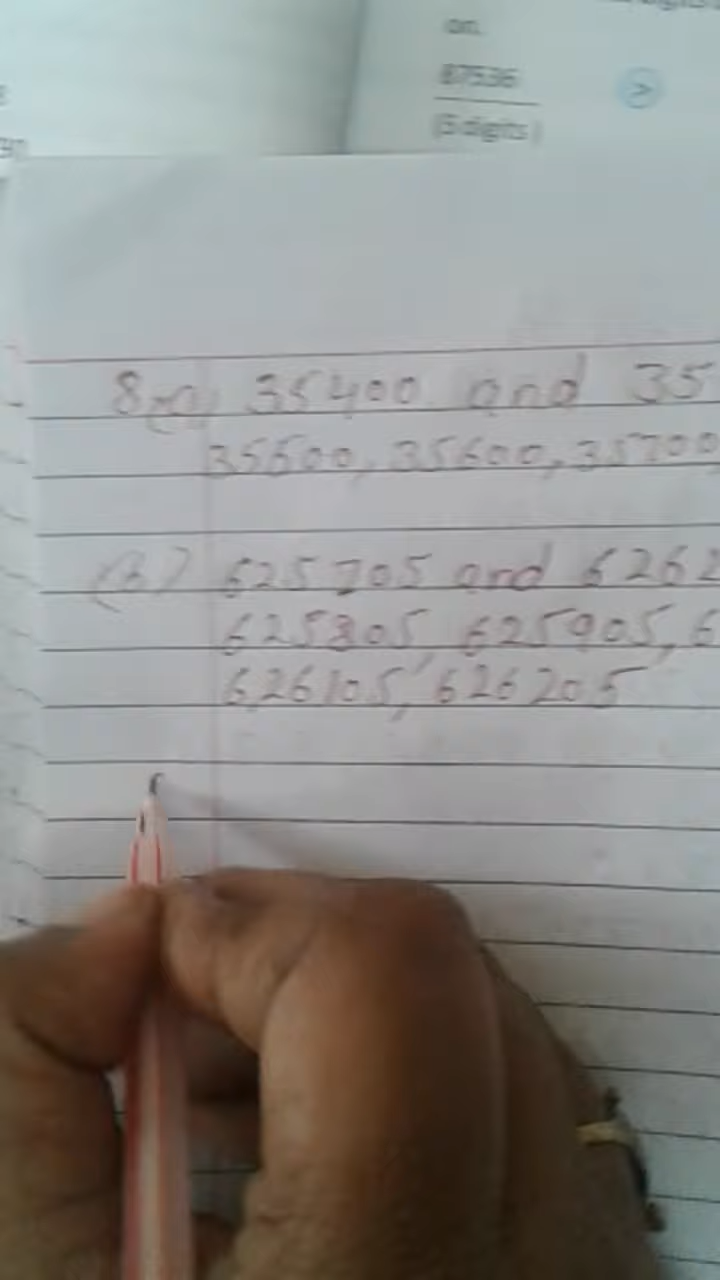 on.
87536
(5 digits)
8 (a) 35400 and 35
35500, 35600, 35700,
(b) 625705 and 6262
625805, 625905, 6
626105, 626205